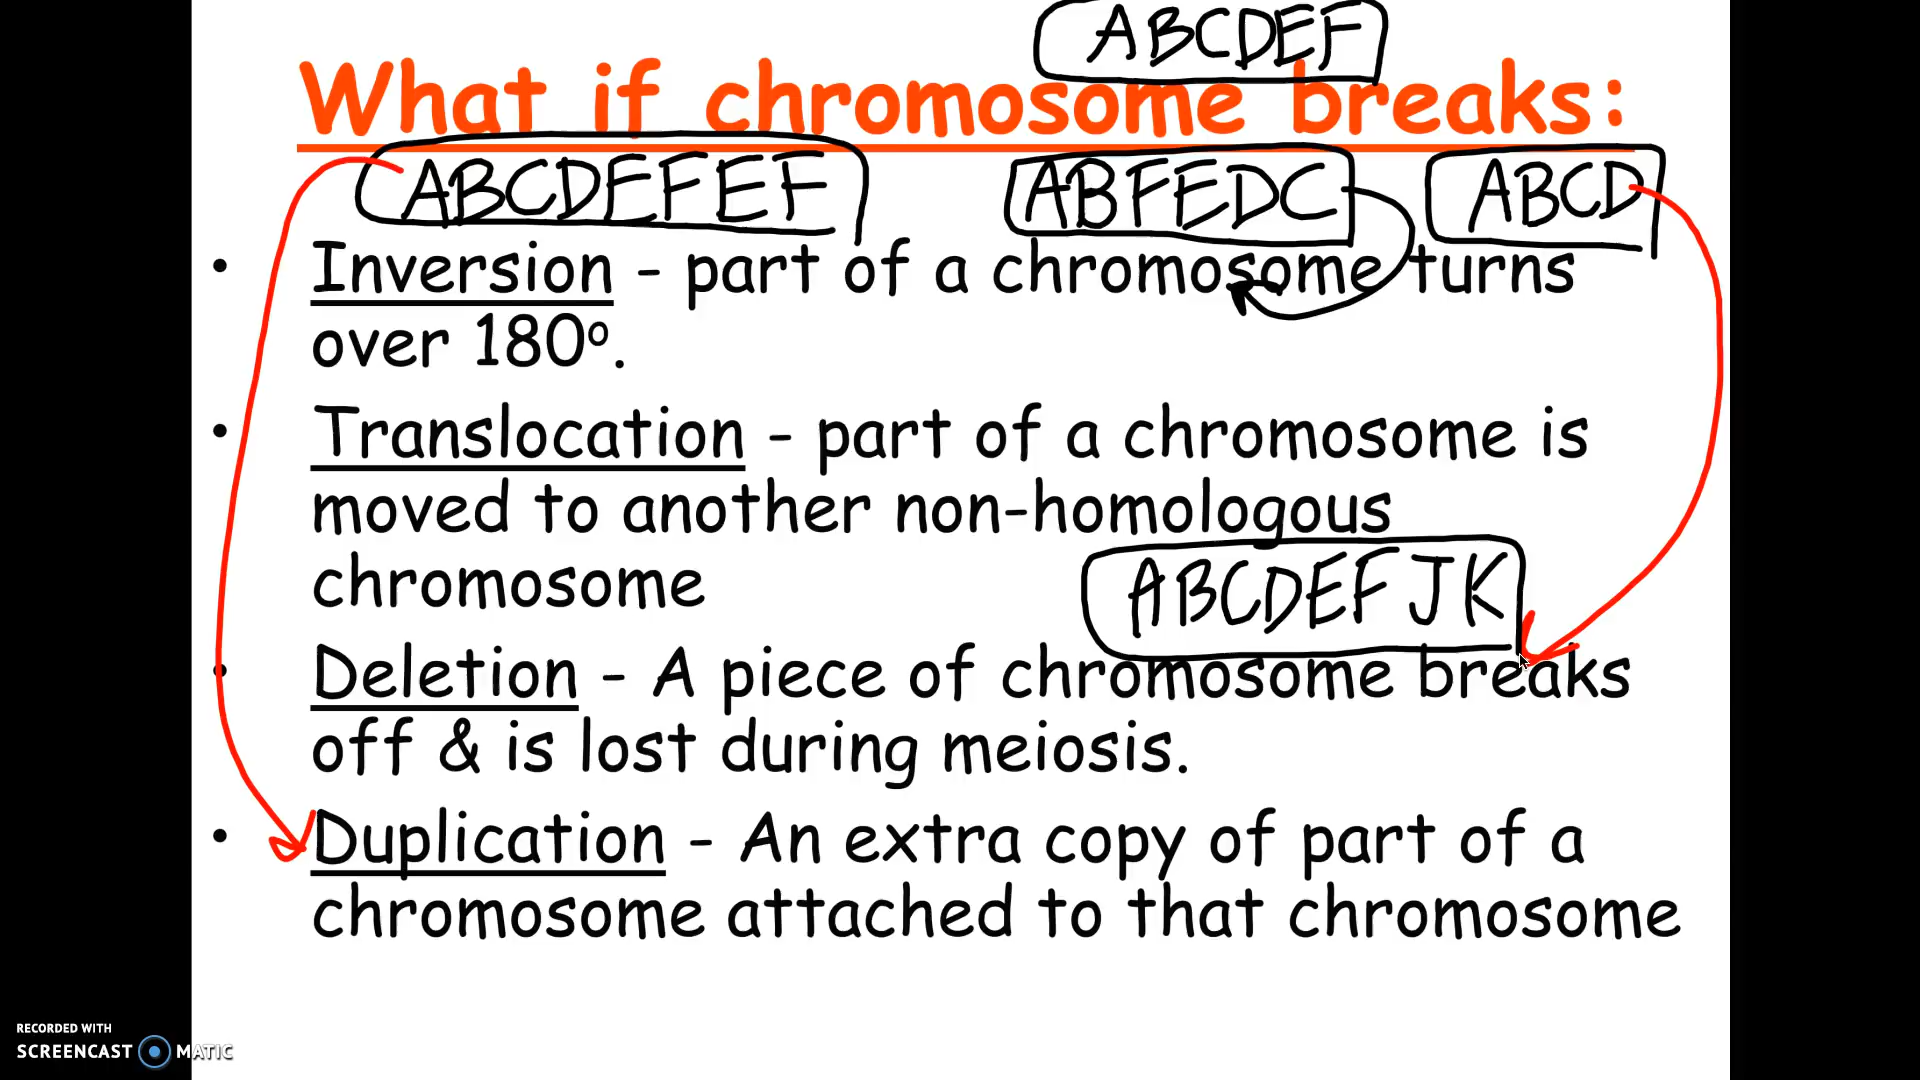 ABCDEF
What if chromosome breaks:
ABCDEFEF ABFEDC ABCD
• Inversion - part of a chromosome turns
over 180º.
• Translocation - part of a chromosome is
moved to another non-homologous
chromosome
ABCDEFJK
• Deletion - A piece of chromosome breaks
off & is lost during meiosis.
• Duplication - An extra copy of part of a
chromosome attached to that chromosome
RECORDED WITH
SCREENCAST MATIC